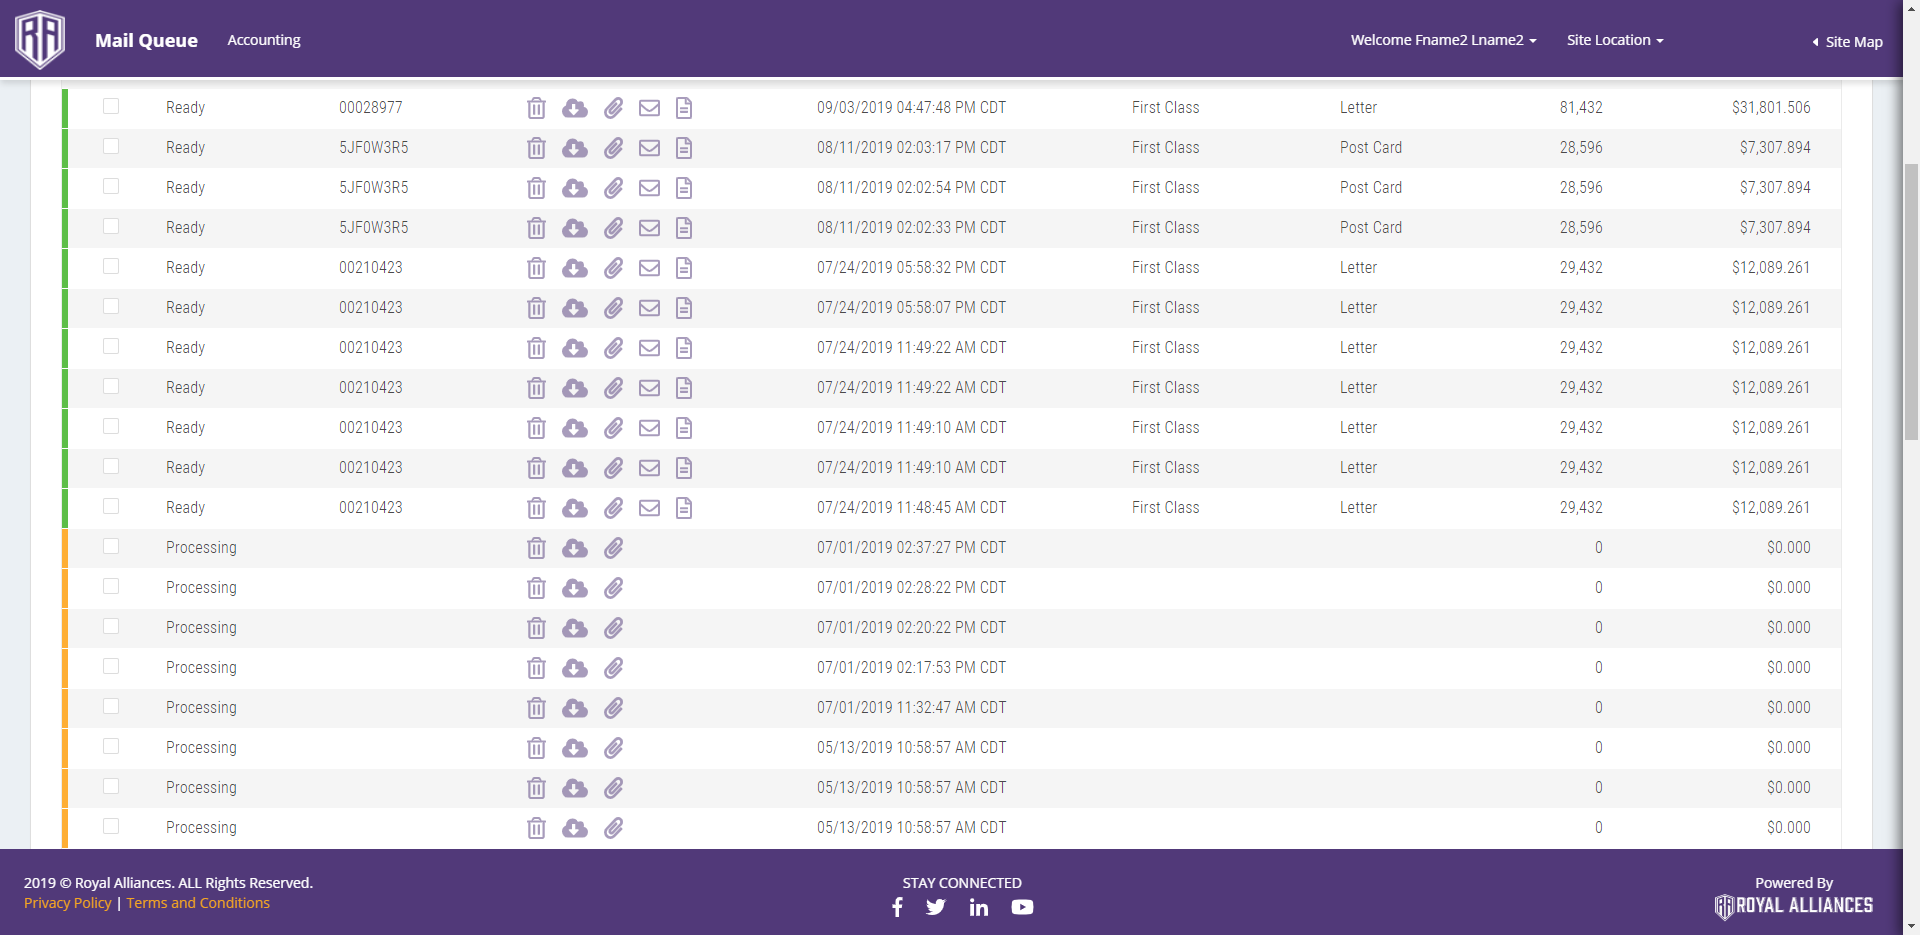 RA Mail Queue Accounting Welcome Fname2 Lname2 Site Location Site Map
Ready 00028977 09/03/2019 04:47:48 PM CDT First Class Letter 81,432 $31,801.506
Ready 5JF0W3R5 08/11/2019 02:03:17 PM CDT First Class Post Card 28,596 $7,307.894
Ready 5JF0W3R5 08/11/2019 02:02:54 PM CDT First Class Post Card 28,596 $7,307.894
Ready 5JF0W3R5 08/11/2019 02:02:33 PM CDT First Class Post Card 28,596 $7,307.894
Ready 00210423 07/24/2019 05:58:32 PM CDT First Class Letter 29,432 $12,089.261
Ready 00210423 07/24/2019 05:58:07 PM CDT First Class Letter 29,432 $12,089.261
Ready 00210423 07/24/2019 11:49:22 AM CDT First Class Letter 29,432 $12,089.261
Ready 00210423 07/24/2019 11:49:22 AM CDT First Class Letter 29,432 $12,089.261
Ready 00210423 07/24/2019 11:49:10 AM CDT First Class Letter 29,432 $12,089.261
Ready 00210423 07/24/2019 11:49:10 AM CDT First Class Letter 29,432 $12,089.261
Ready 00210423 07/24/2019 11:48:45 AM CDT First Class Letter 29,432 $12,089.261
Processing 07/01/2019 02:37:27 PM CDT 0 $0.000
Processing 07/01/2019 02:28:22 PM CDT 0 $0.000
Processing 07/01/2019 02:20:22 PM CDT 0 $0.000
Processing 07/01/2019 02:17:53 PM CDT 0 $0.000
Processing 07/01/2019 11:32:47 AM CDT 0 $0.000
Processing 05/13/2019 10:58:57 AM CDT 0 $0.000
Processing 05/13/2019 10:58:57 AM CDT 0 $0.000
Processing 05/13/2019 10:58:57 AM CDT 0 $0.000
2019 © Royal Alliances. ALL Rights Reserved. STAY CONNECTED Powered By
Privacy Policy | Terms and Conditions RA ROYAL ALLIANCES